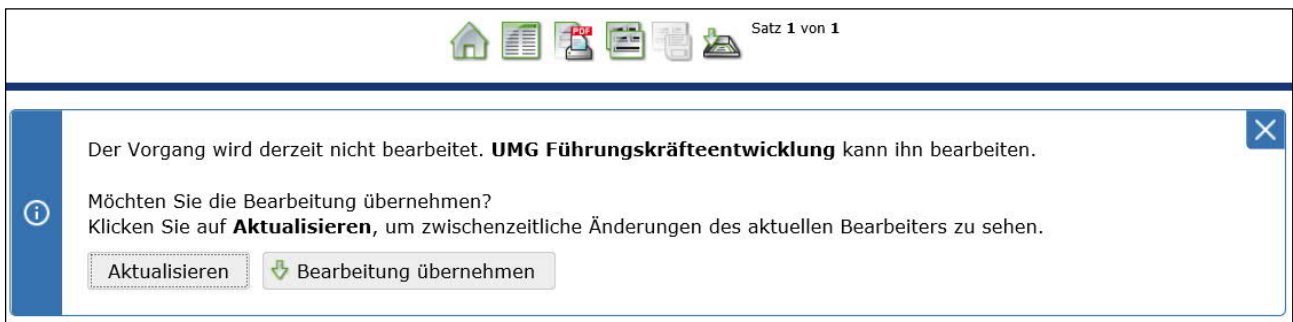 PDF
Satz 1 von 1
Der Vorgang wird derzeit nicht bearbeitet. UMG Führungskräfteentwicklung kann ihn bearbeiten.
Möchten Sie die Bearbeitung übernehmen?
Klicken Sie auf Aktualisieren, um zwischenzeitliche Änderungen des aktuellen Bearbeiters zu sehen.
Aktualisieren
Bearbeitung übernehmen